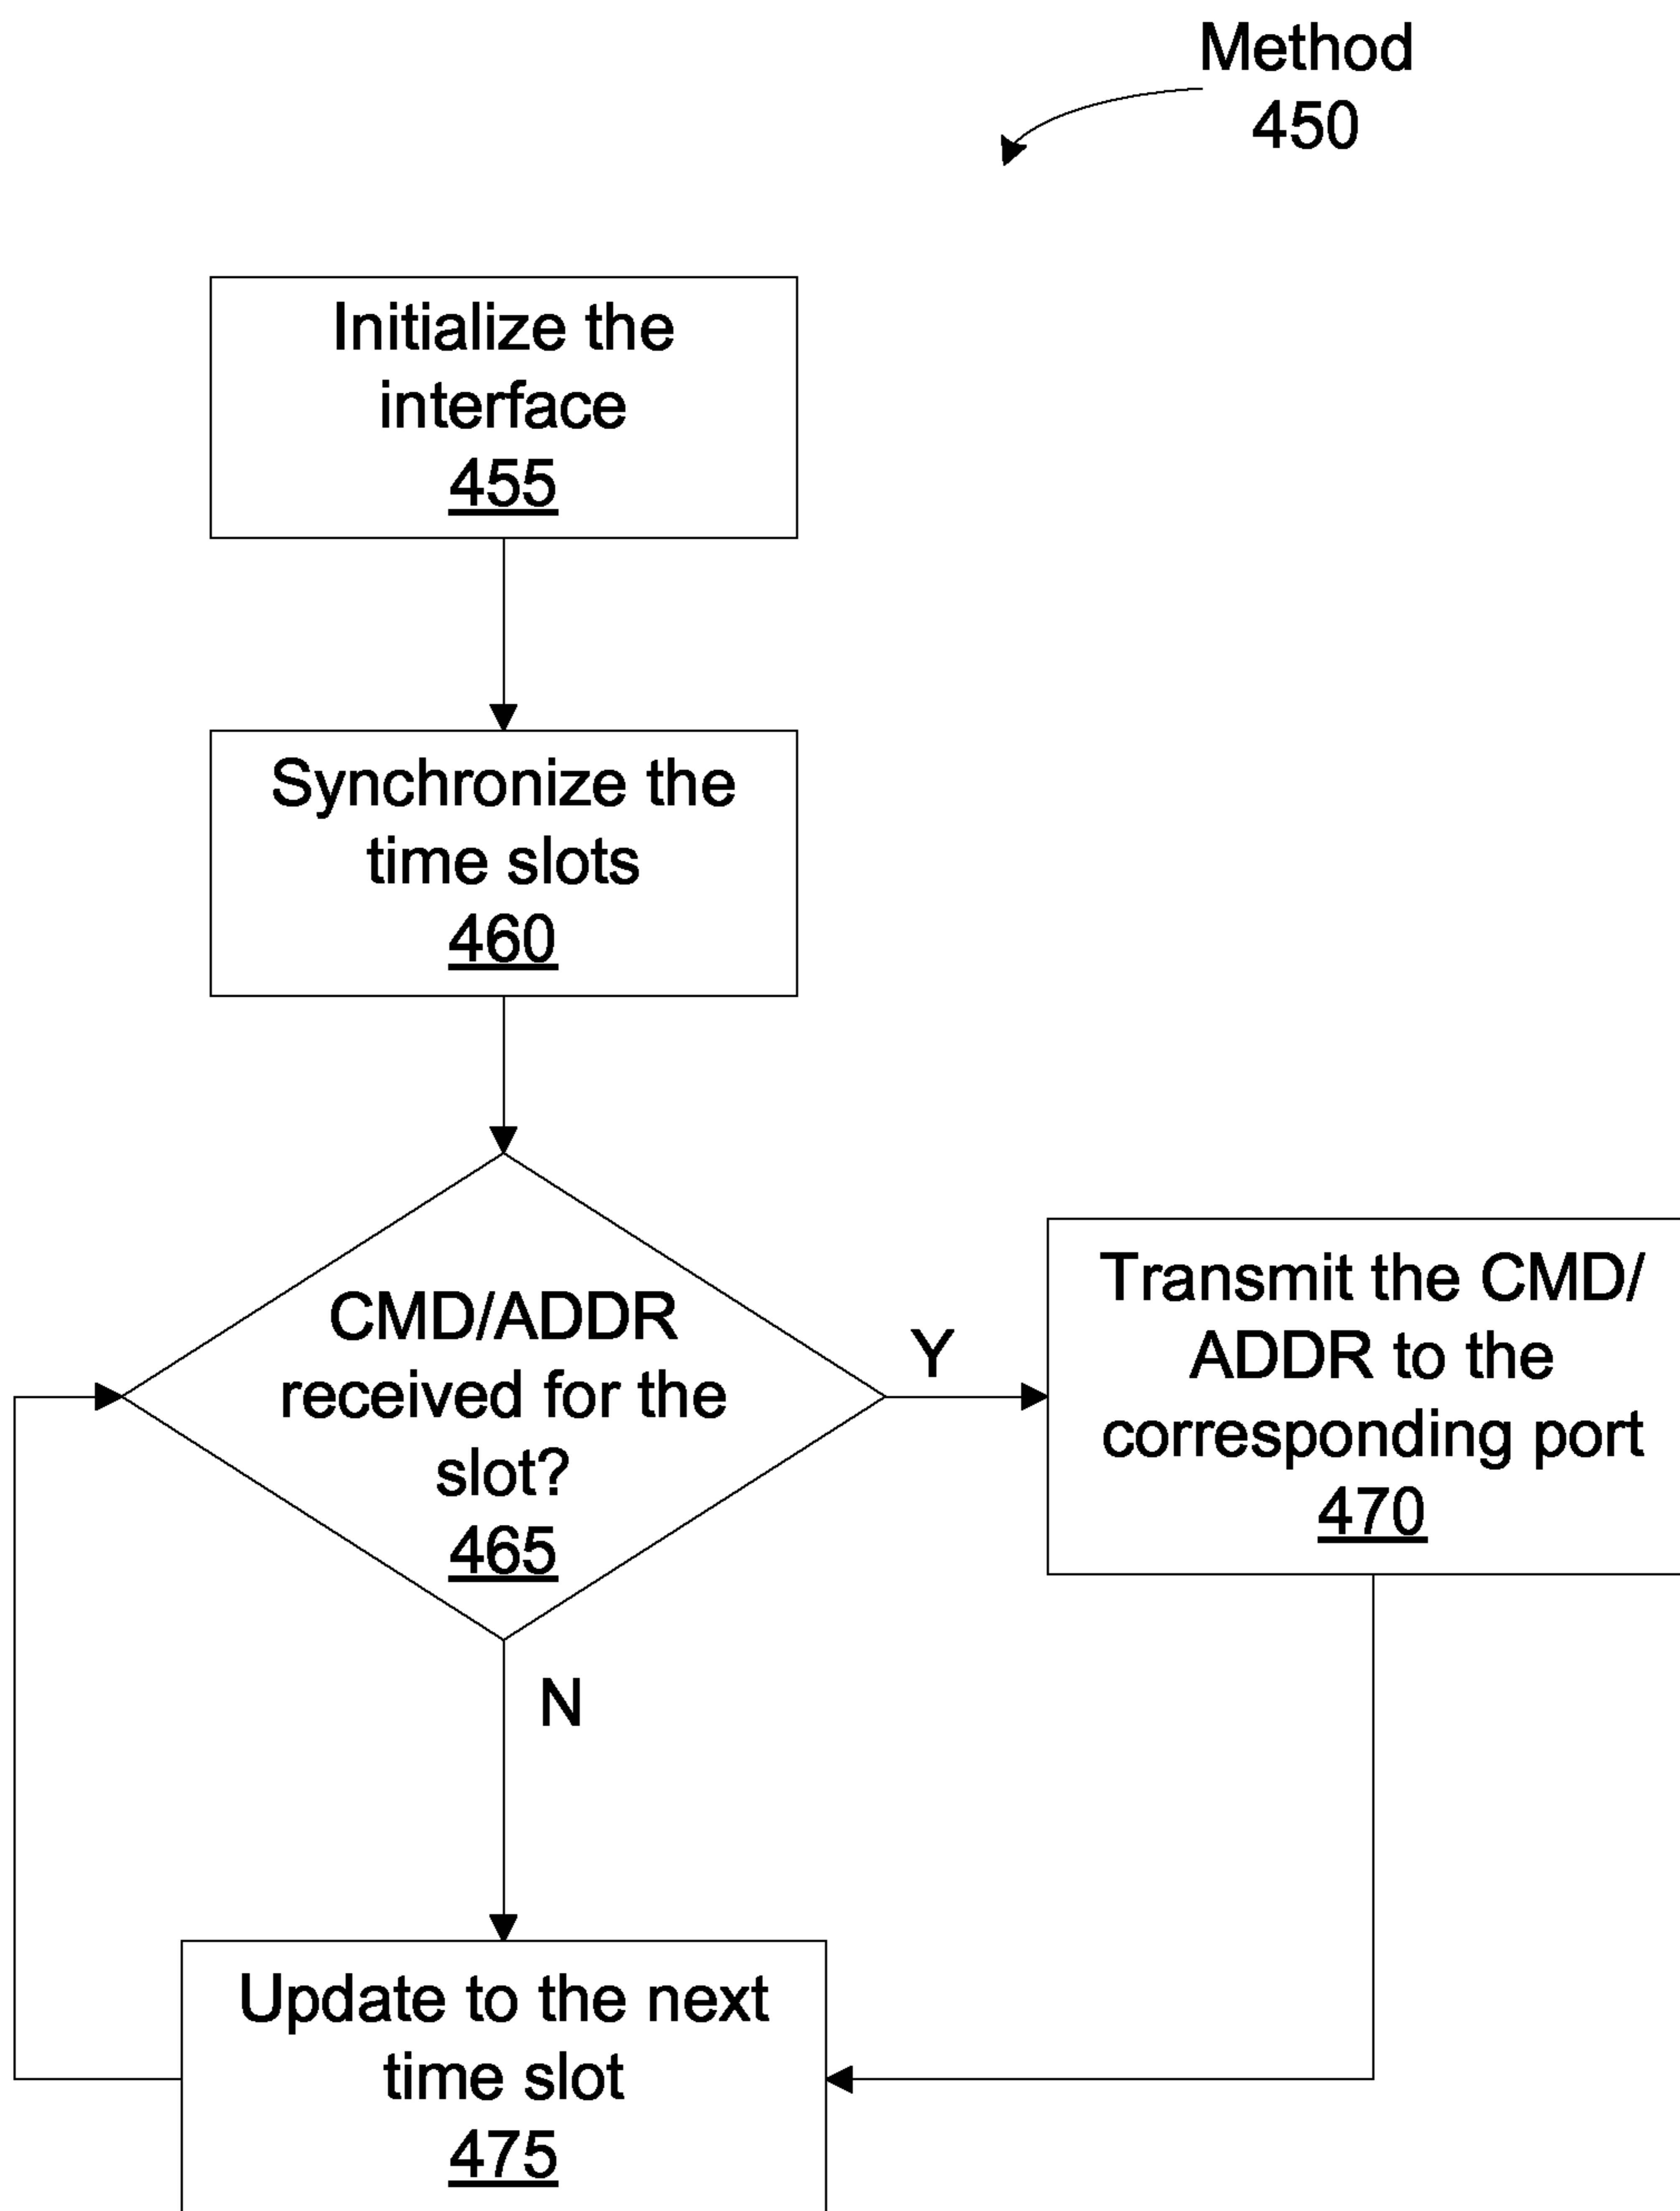 Method
450
Initialize the
interface
455
Synchronize the
time slots
460
CMD/ADDR
received for the
slot?
465
Y
Transmit the CMD/
ADDR to the
corresponding port
470
N
Update to the next
time slot
475